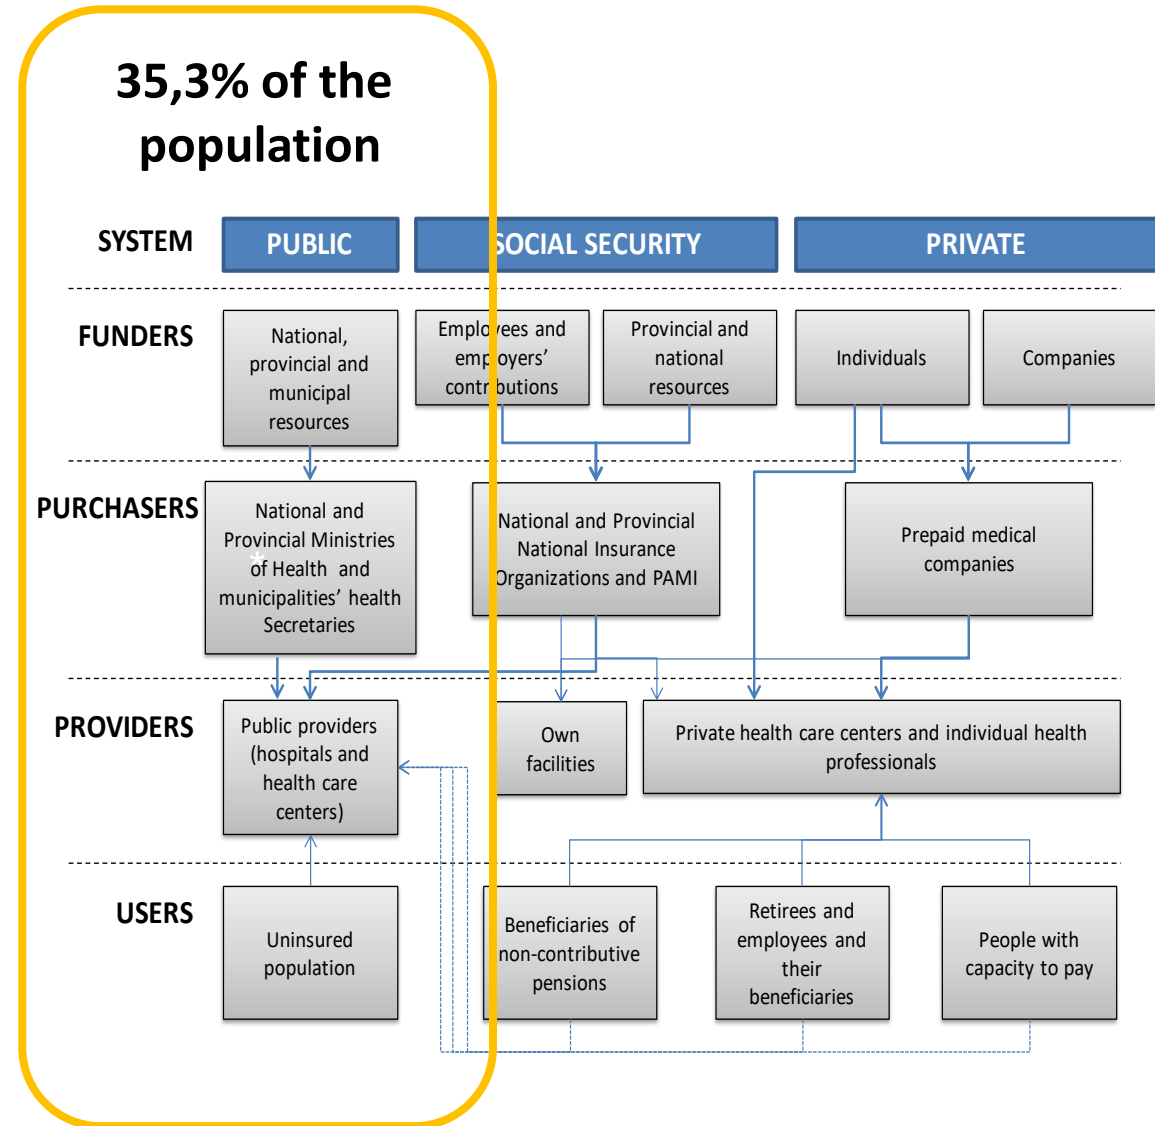 35,3% of the
population
SYSTEM
PUBLIC
SOCIAL SECURITY
PRIVATE
FUNDERS
National,
provincial and
municipal
resources
Employees and
employers’
contributions
Provincial and
national
resources
Individuals
Companies
PURCHASERS
National and
Provincial Ministries
of Health and
municipalities’ health
Secretaries
*
National and Provincial
National Insurance
Organizations and PAMI
Prepaid medical
companies
PROVIDERS
Public providers
(hospitals and
health care
centers)
Own
facilities
Private health care centers and individual health
professionals
USERS
Uninsured
population
Beneficiaries of
non-contributive
pensions
Retirees and
employees and
their
beneficiaries
People with
capacity to pay